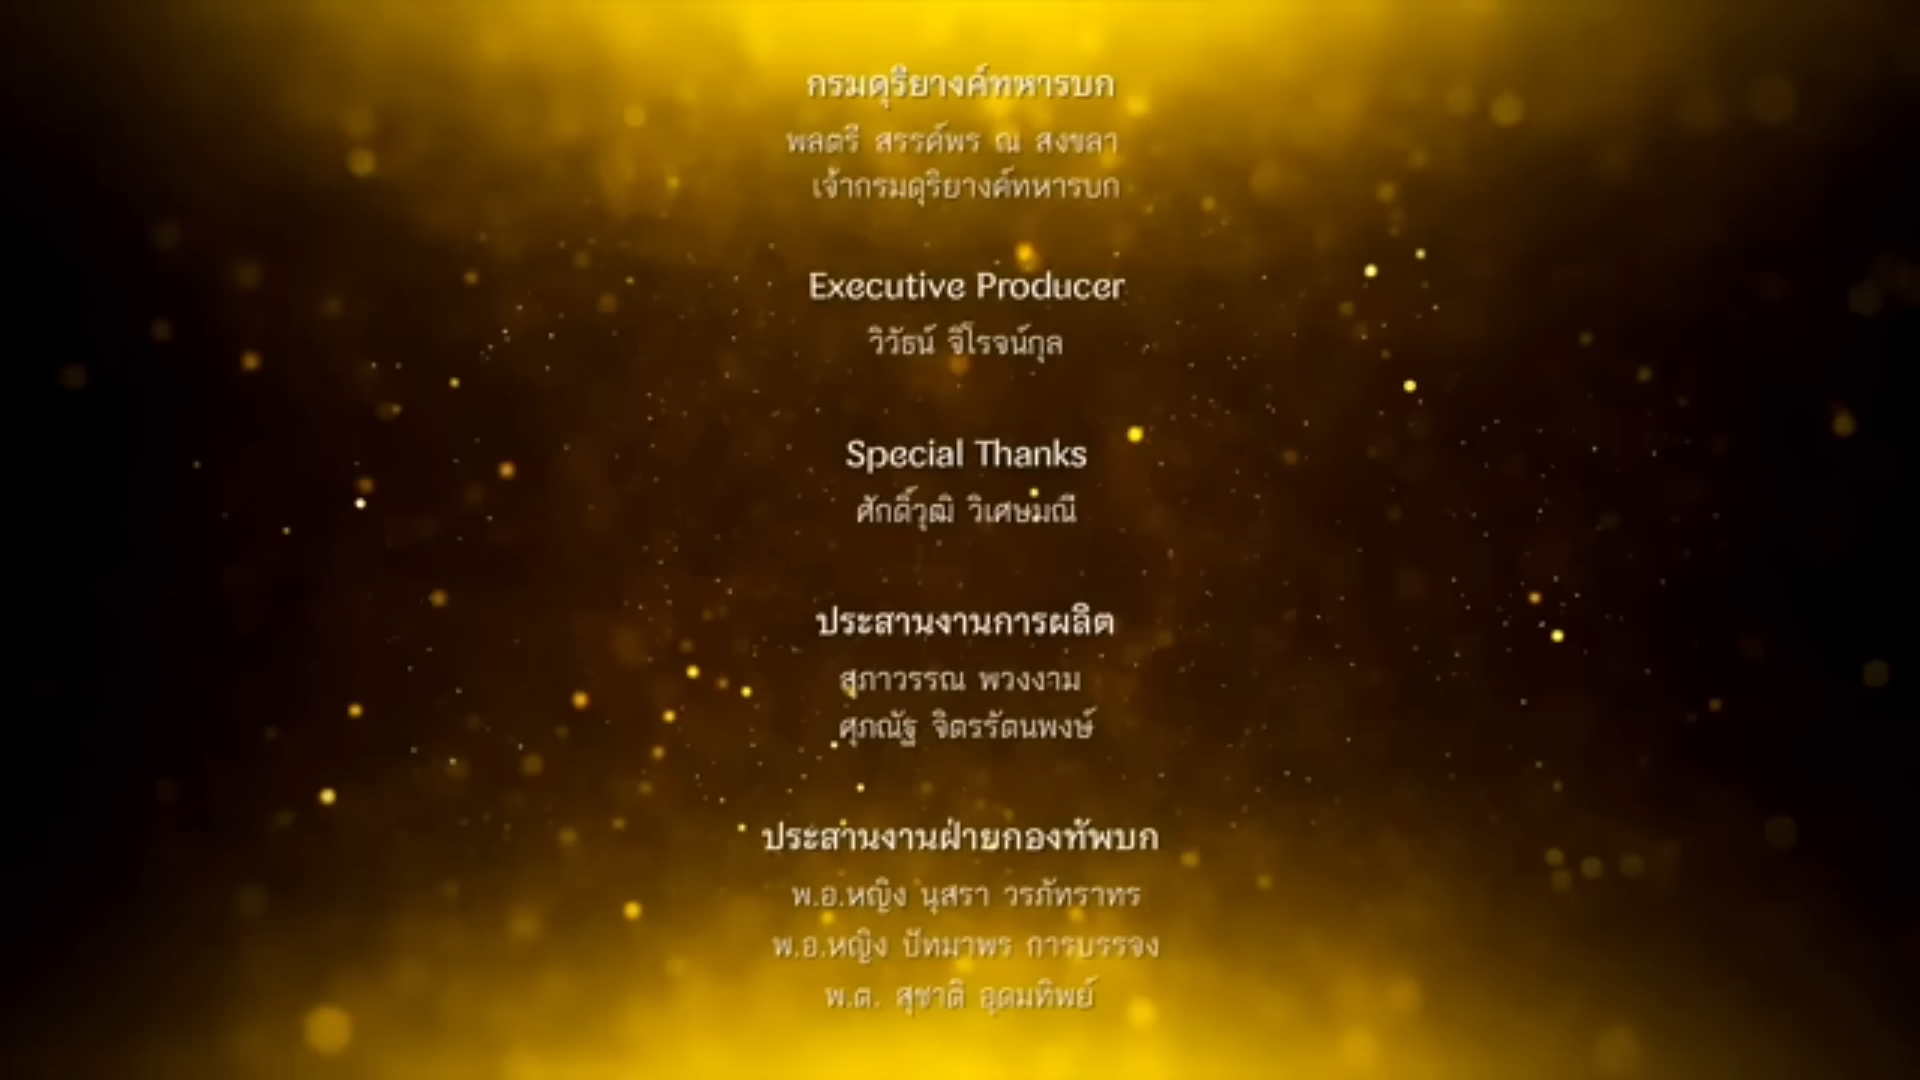 กรมดุริยางค์ทหารบก
พลตรี สรรค์พร ณ สงขลา
เจ้ากรมดุริยางค์ทหารบก
Executive Producer
วิวัธน์ จิโรจน์กุล
Special Thanks
ศักดิ์วุฒิ วิเศษมณี
ประสานงานการผลิต
สุภาวรรณ พวงงาม
ศุภณัฐ จิตรรัตนพงษ์
ประสานงานฝ่ายกองทัพบก
พ.อ.หญิง นุสรา วรภัทราทร
พ.อ.หญิง ปัทมาพร การบรรจง
พ.ต. สุชาติ อุดมทิพย์